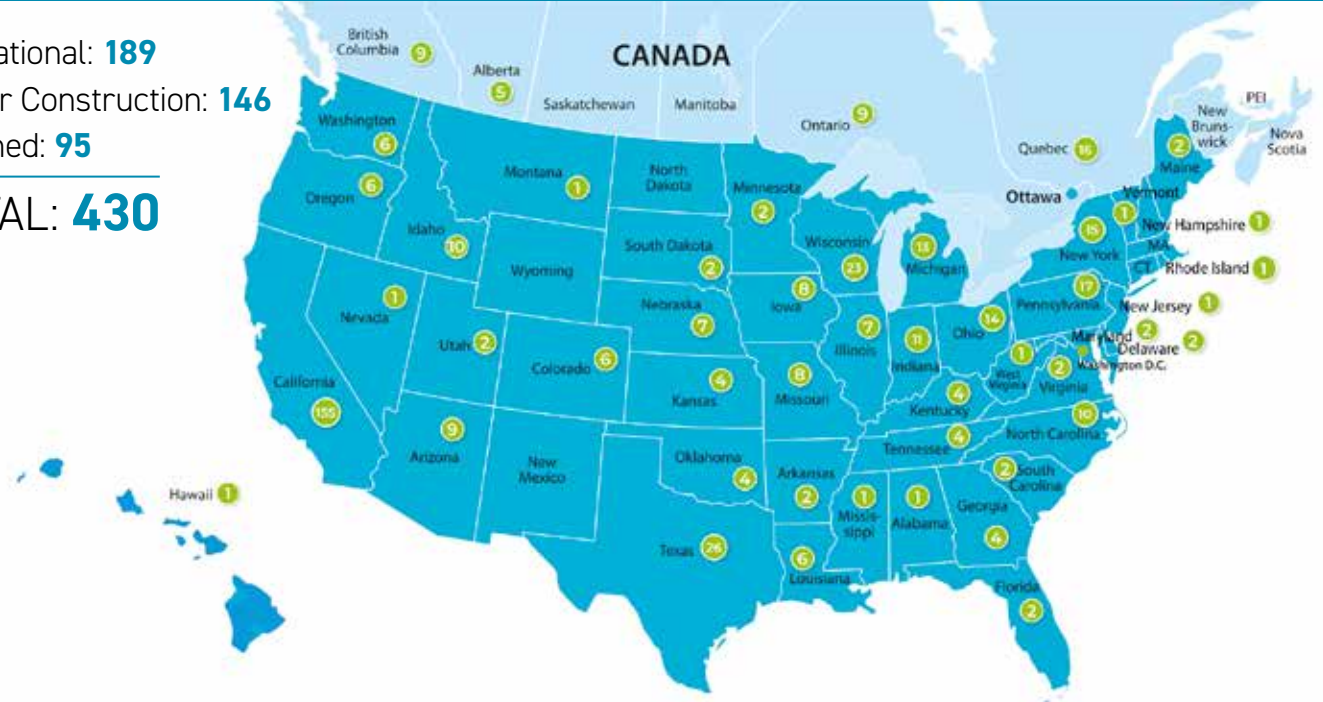 ational: 189
r Construction: 146
ned: 95
AL: 430
CANADA
British
Columbia
9
Alberta
5
Saskatchewan
Manitoba
Ontario
9
Quebec
16
Ottawa
New
Bruns-
wick
PEI
Nova
Scotia
Washington
6
Oregon
6
Idaho
10
Montana
1
North
Dakota
Minnesota
2
South Dakota
2
Wyoming
Wisconsin
23
Michigan
13
Maine
2
Vermont
1
New Hampshire
1
New York
15
MA
CT
Rhode Island
1
Nevada
1
Utah
2
Colorado
6
Nebraska
7
Iowa
8
Illinois
7
Indiana
11
Ohio
14
Pennsylvania
17
New Jersey
1
Maryland
2
Delaware
2
Washington D.C.
West
Virginia
1
Virginia
2
California
155
Kansas
4
Missouri
8
Kentucky
4
Arizona
9
New
Mexico
Oklahoma
4
Arkansas
2
Tennessee
4
North Carolina
10
South
Carolina
2
Hawaii
1
Texas
26
Louisiana
6
Missis-
sippi
1
Alabama
1
Georgia
4
Florida
2